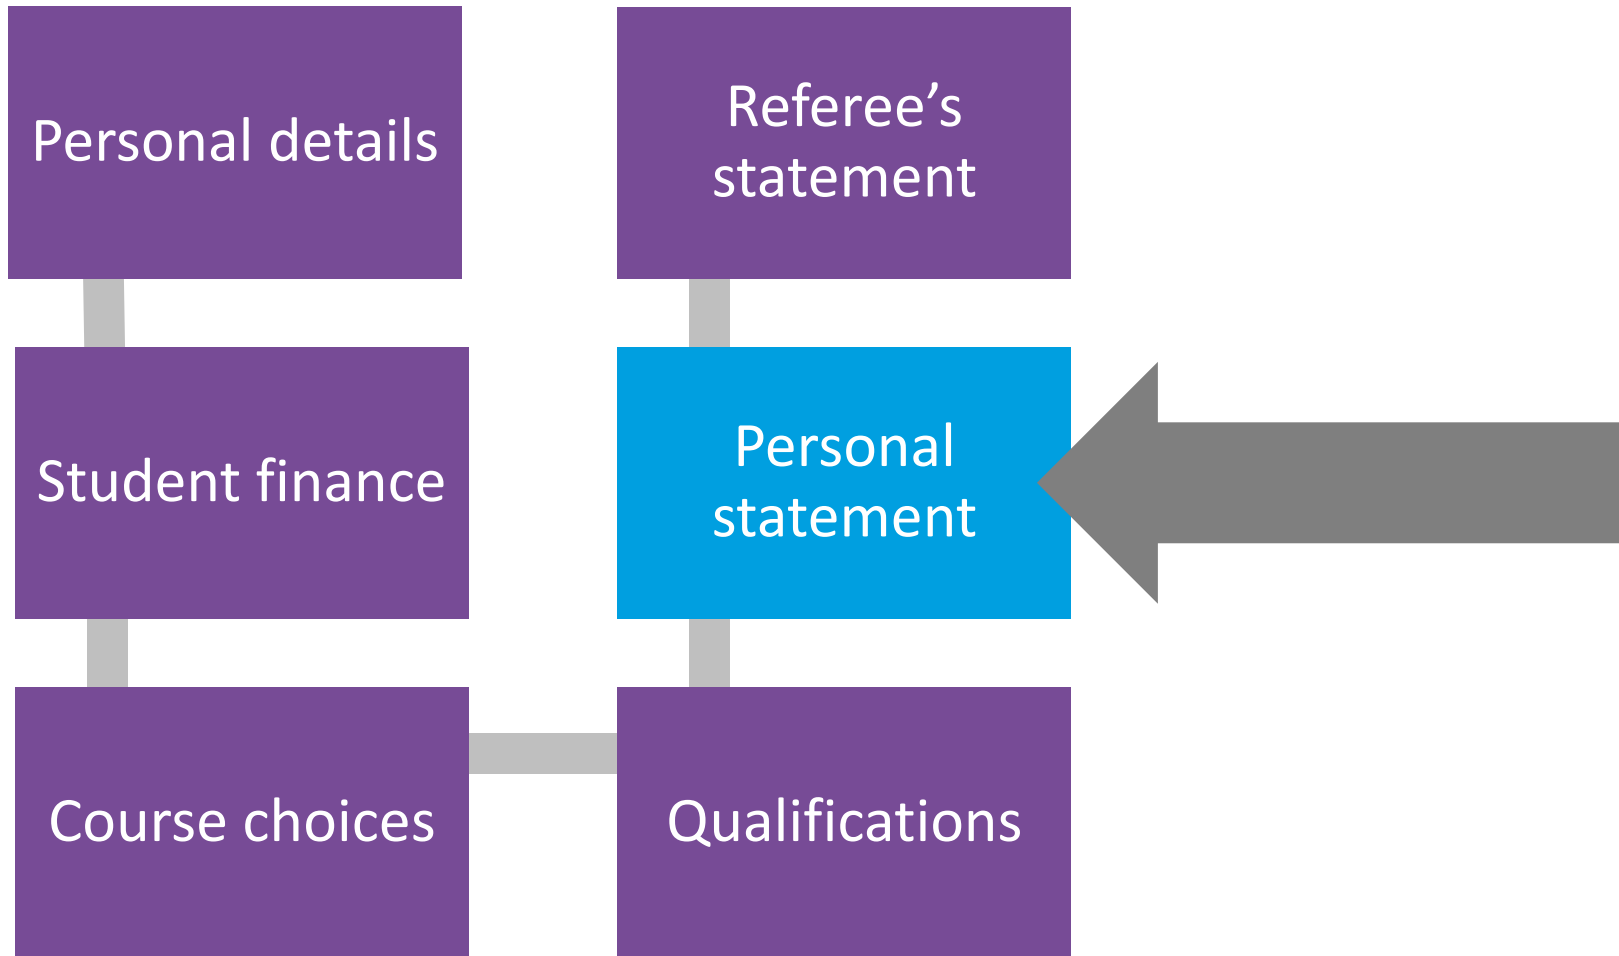 Personal details
Student finance
Course choices
Qualifications
Personal
statement
Referee’s
statement